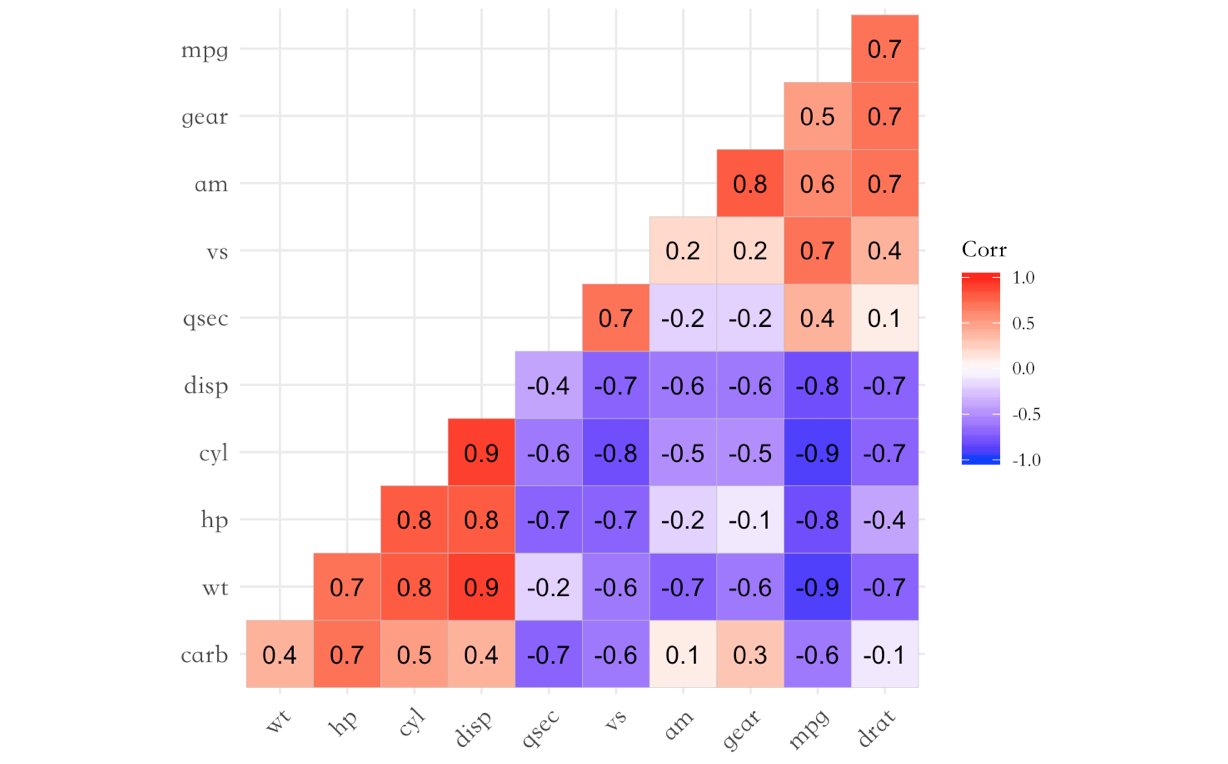 mpg 0.7
gear 0.5 0.7
am 0.8 0.6 0.7
vs 0.2 0.2 0.7 0.4
qsec 0.7 -0.2 -0.2 0.4 0.1
disp -0.4 -0.7 -0.6 -0.6 -0.8 -0.7
cyl 0.9 -0.6 -0.8 -0.5 -0.5 -0.9 -0.7
hp 0.8 0.8 -0.7 -0.7 -0.2 -0.1 -0.8 -0.4
wt 0.7 0.8 0.9 -0.2 -0.6 -0.7 -0.6 -0.9 -0.7
carb 0.4 0.7 0.5 0.4 -0.7 -0.6 0.1 0.3 -0.6 -0.1
wt hp cyl disp qsec vs am gear mpg drat
Corr
1.0
0.5
0.0
-0.5
-1.0